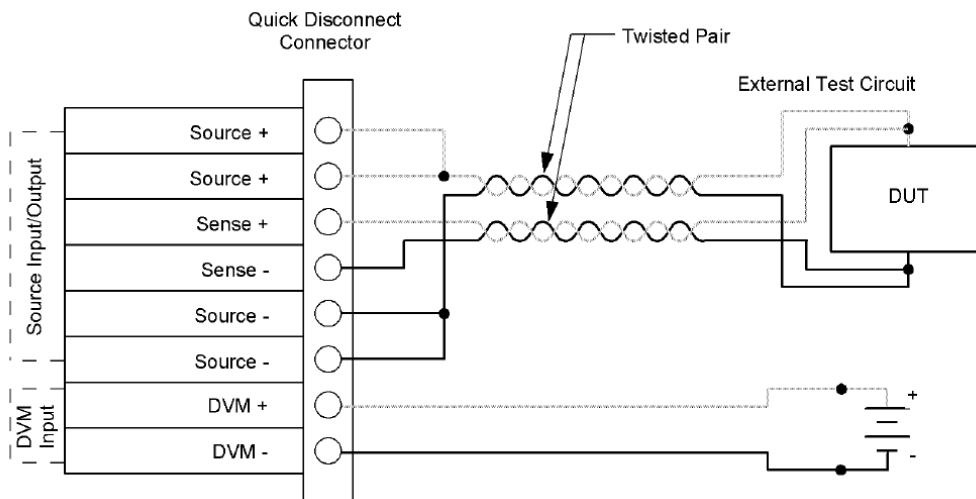 Quick Disconnect
Connector
Twisted Pair
External Test Circuit
Source Input/Output
Source +
Source +
Sense +
Sense -
Source -
Source -
DUT
DVM
Input
DVM +
DVM -
+
-